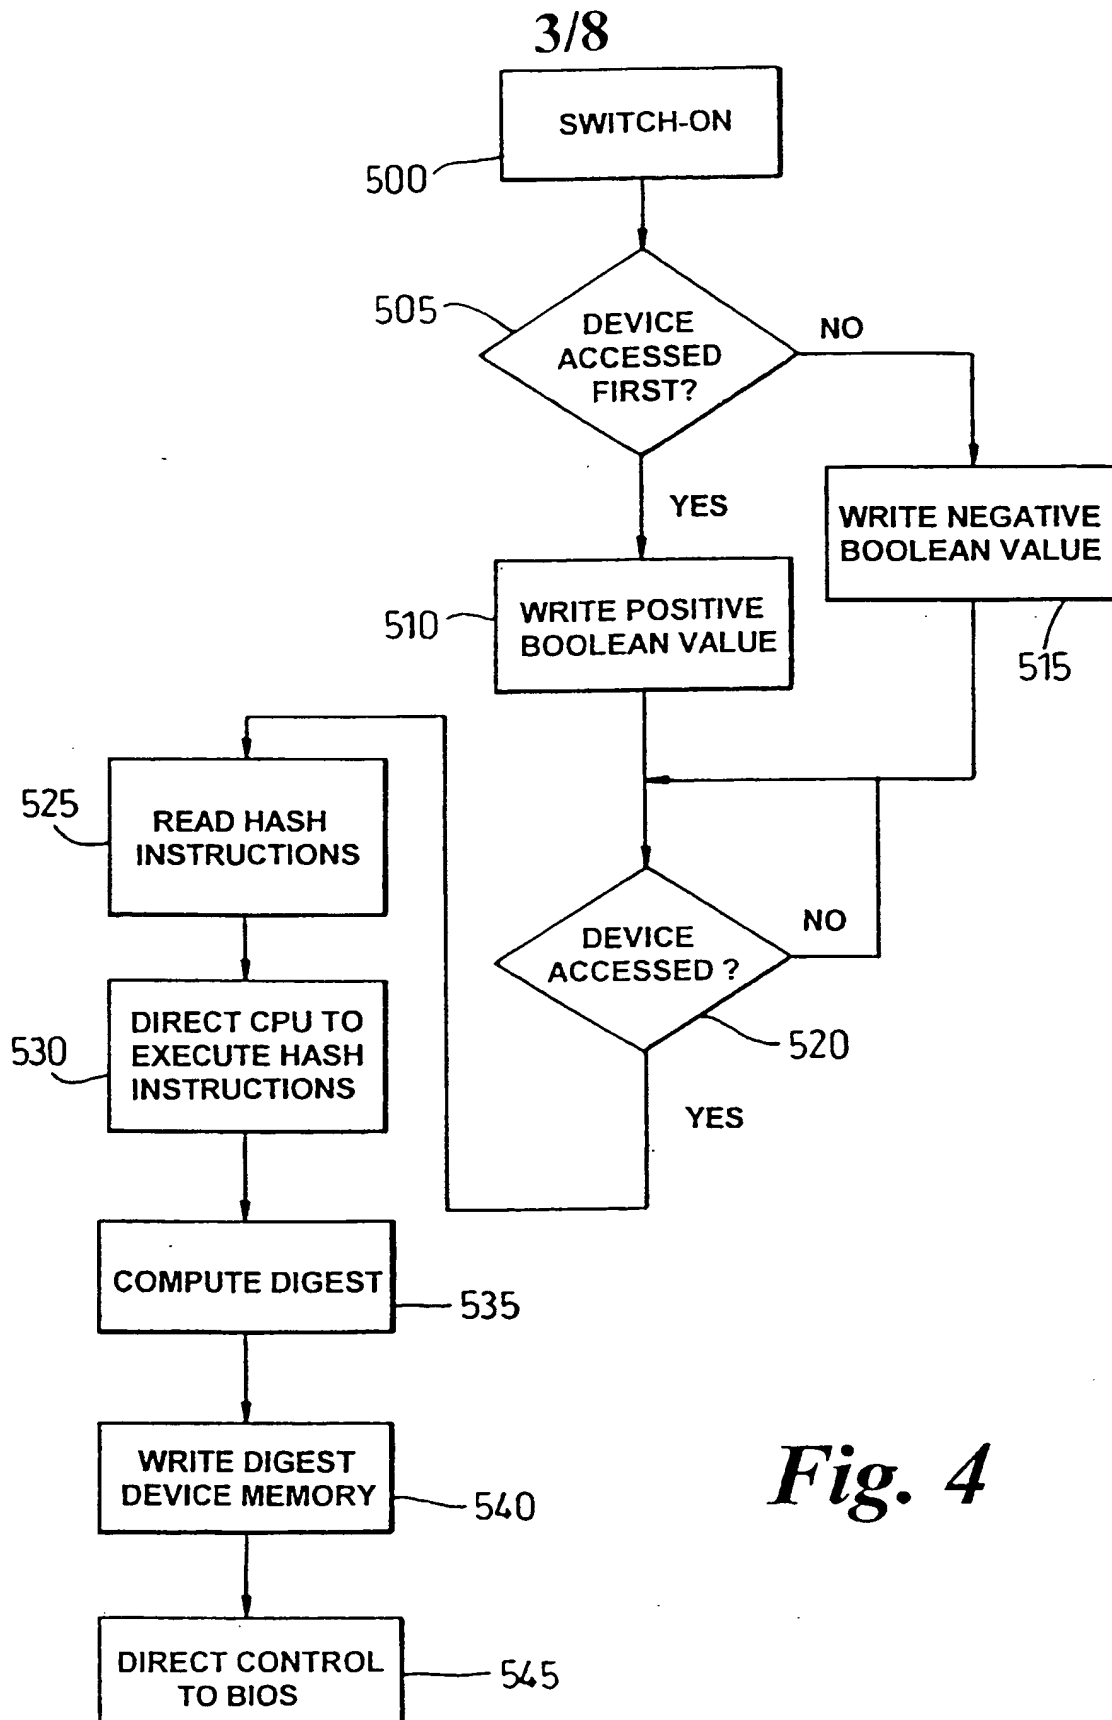 3/8
SWITCH-ON
500
505
DEVICE
ACCESSED
FIRST?
NO
YES
WRITE NEGATIVE
BOOLEAN VALUE
515
510
WRITE POSITIVE
BOOLEAN VALUE
525
READ HASH
INSTRUCTIONS
DEVICE
ACCESSED ?
NO
520
YES
530
DIRECT CPU TO
EXECUTE HASH
INSTRUCTIONS
COMPUTE DIGEST
535
WRITE DIGEST
DEVICE MEMORY
540
Fig. 4
DIRECT CONTROL
TO BIOS
545